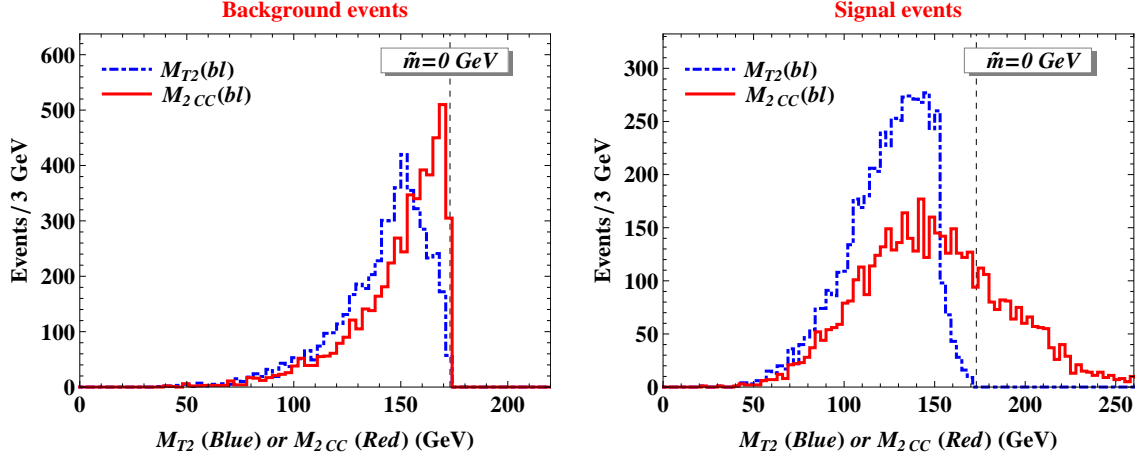 Background events
m̃=0 GeV
M_T2(bl)
M_2CC(bl)
Events / 3 GeV
600
500
400
300
200
100
0
0 50 100 150 200
M_T2 (Blue) or M_2CC (Red) (GeV)
Signal events
m̃=0 GeV
M_T2(bl)
M_2CC(bl)
Events / 3 GeV
300
250
200
150
100
50
0
0 50 100 150 200 250
M_T2 (Blue) or M_2CC (Red) (GeV)